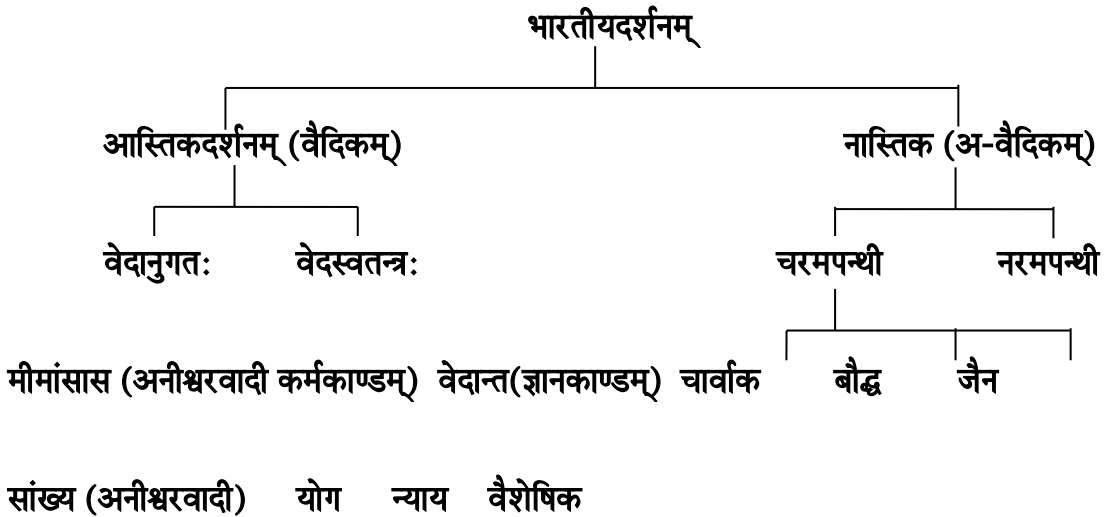 भारतीयदर्शनम्
आस्तिकदर्शनम् (वैदिकम्) नास्तिक (अ-वैदिकम्)
वेदानुगतः वेदस्वतन्त्रः चरमपन्थी नरमपन्थी
मीमांसास (अनीश्वरवादी कर्मकाण्डम्) वेदान्त(ज्ञानकाण्डम्) चार्वाक बौद्ध जैन
सांख्य (अनीश्वरवादी) योग न्याय वैशेषिक